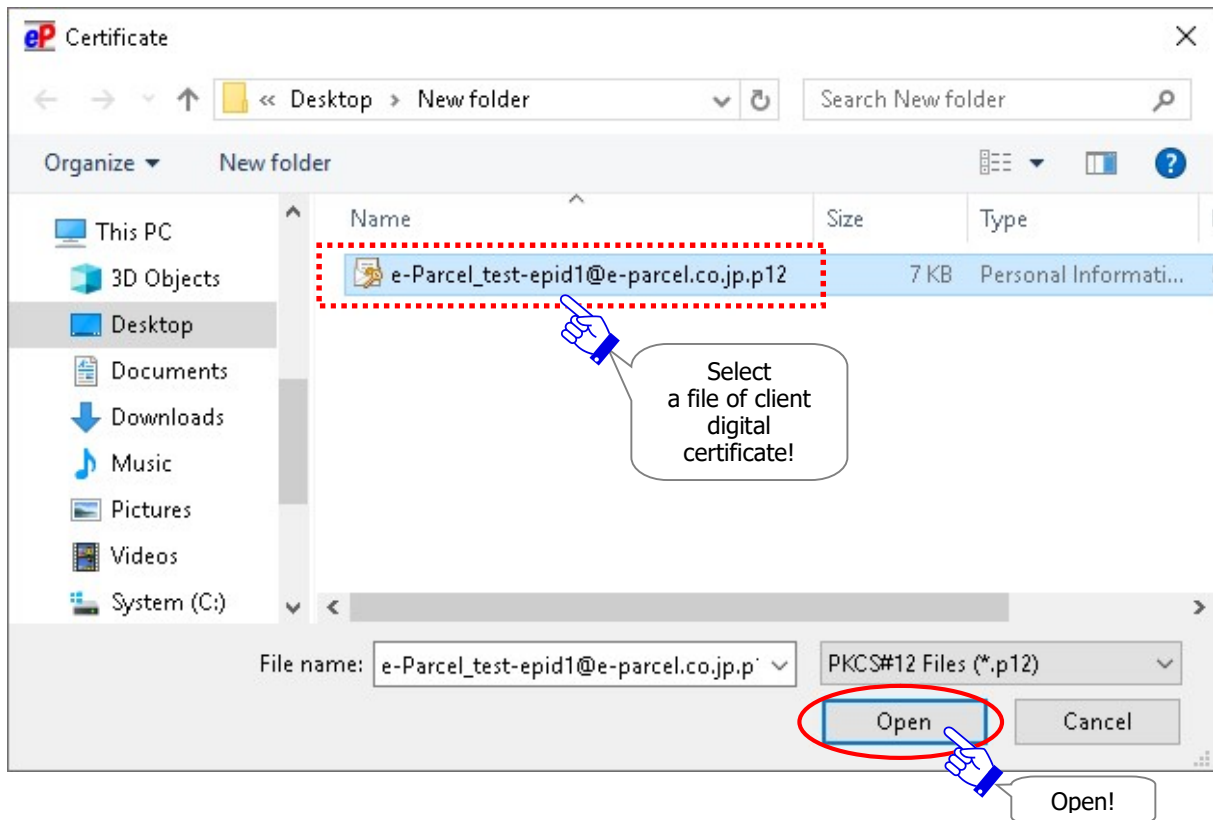 eP Certificate
« Desktop > New folder
Search New folder
Organize
New folder
?
Name
Size
Type
This PC
3D Objects
Desktop
Documents
Downloads
Music
Pictures
Videos
System (C:)
e-Parcel_test-epid1@e-parcel.co.jp.p12
7 KB
Personal Informati...
Select
a file of client
digital
certificate!
File name:
e-Parcel_test-epid1@e-parcel.co.jp.p
PKCS#12 Files (*.p12)
Open
Cancel
Open!